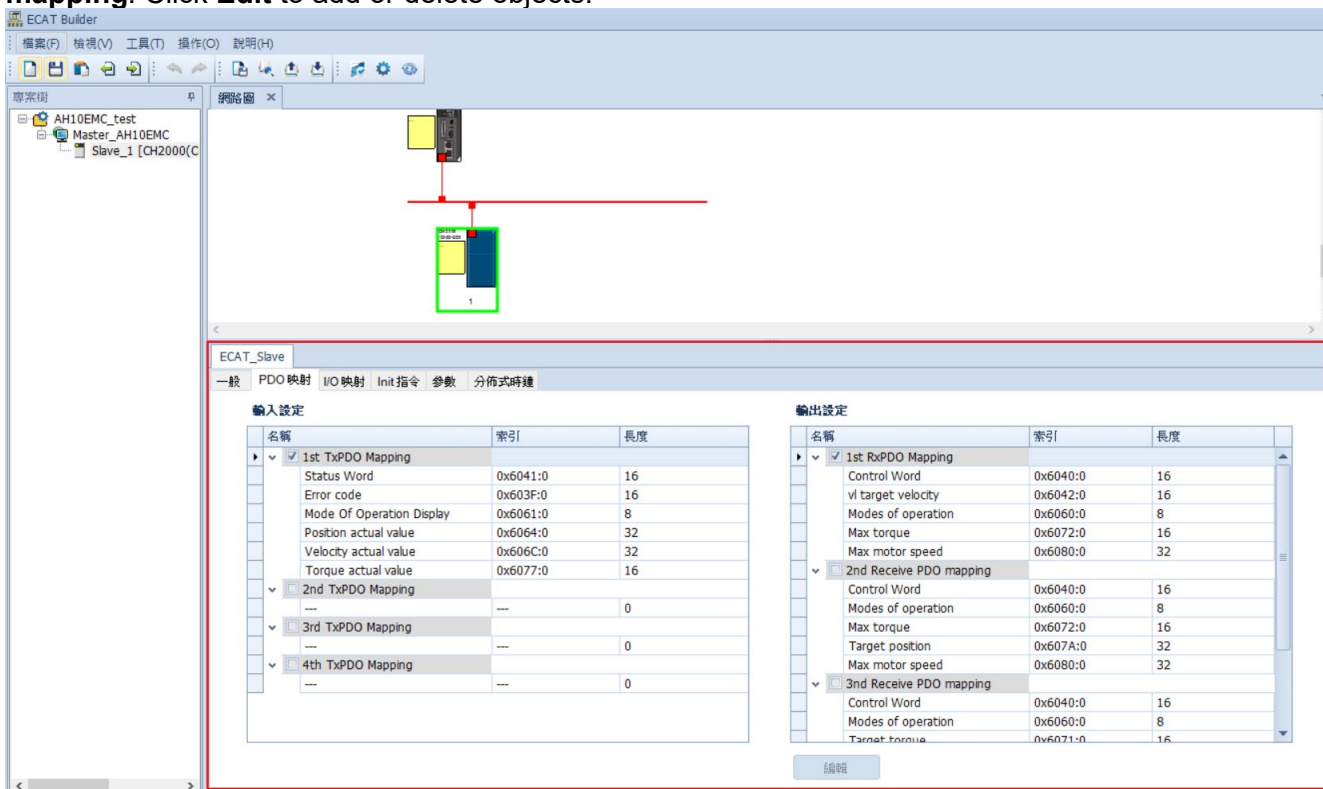 mapping. Click Edit to add or delete objects.
ECAT Builder
檔案(F) 檢視(V) 工具(T) 操作(O) 說明(H)
專案樹
網路圖 ×
AH10EMC_test
Master_AH10EMC
Slave_1 [CH2000(C
1
ECAT_Slave
一般 PDO 映射 I/O 映射 Init 指令 參數 分佈式時鐘
輸入設定
名稱 索引 長度
1st TxPDO Mapping
Status Word 0x6041:0 16
Error code 0x603F:0 16
Mode Of Operation Display 0x6061:0 8
Position actual value 0x6064:0 32
Velocity actual value 0x606C:0 32
Torque actual value 0x6077:0 16
2nd TxPDO Mapping
--- --- 0
3rd TxPDO Mapping
--- --- 0
4th TxPDO Mapping
--- --- 0
輸出設定
名稱 索引 長度
1st RxPDO Mapping
Control Word 0x6040:0 16
vl target velocity 0x6042:0 16
Modes of operation 0x6060:0 8
Max torque 0x6072:0 16
Max motor speed 0x6080:0 32
2nd Receive PDO mapping
Control Word 0x6040:0 16
Modes of operation 0x6060:0 8
Max torque 0x6072:0 16
Target position 0x607A:0 32
Max motor speed 0x6080:0 32
3nd Receive PDO mapping
Control Word 0x6040:0 16
Modes of operation 0x6060:0 8
Target torque 0x6071:0 16
編輯